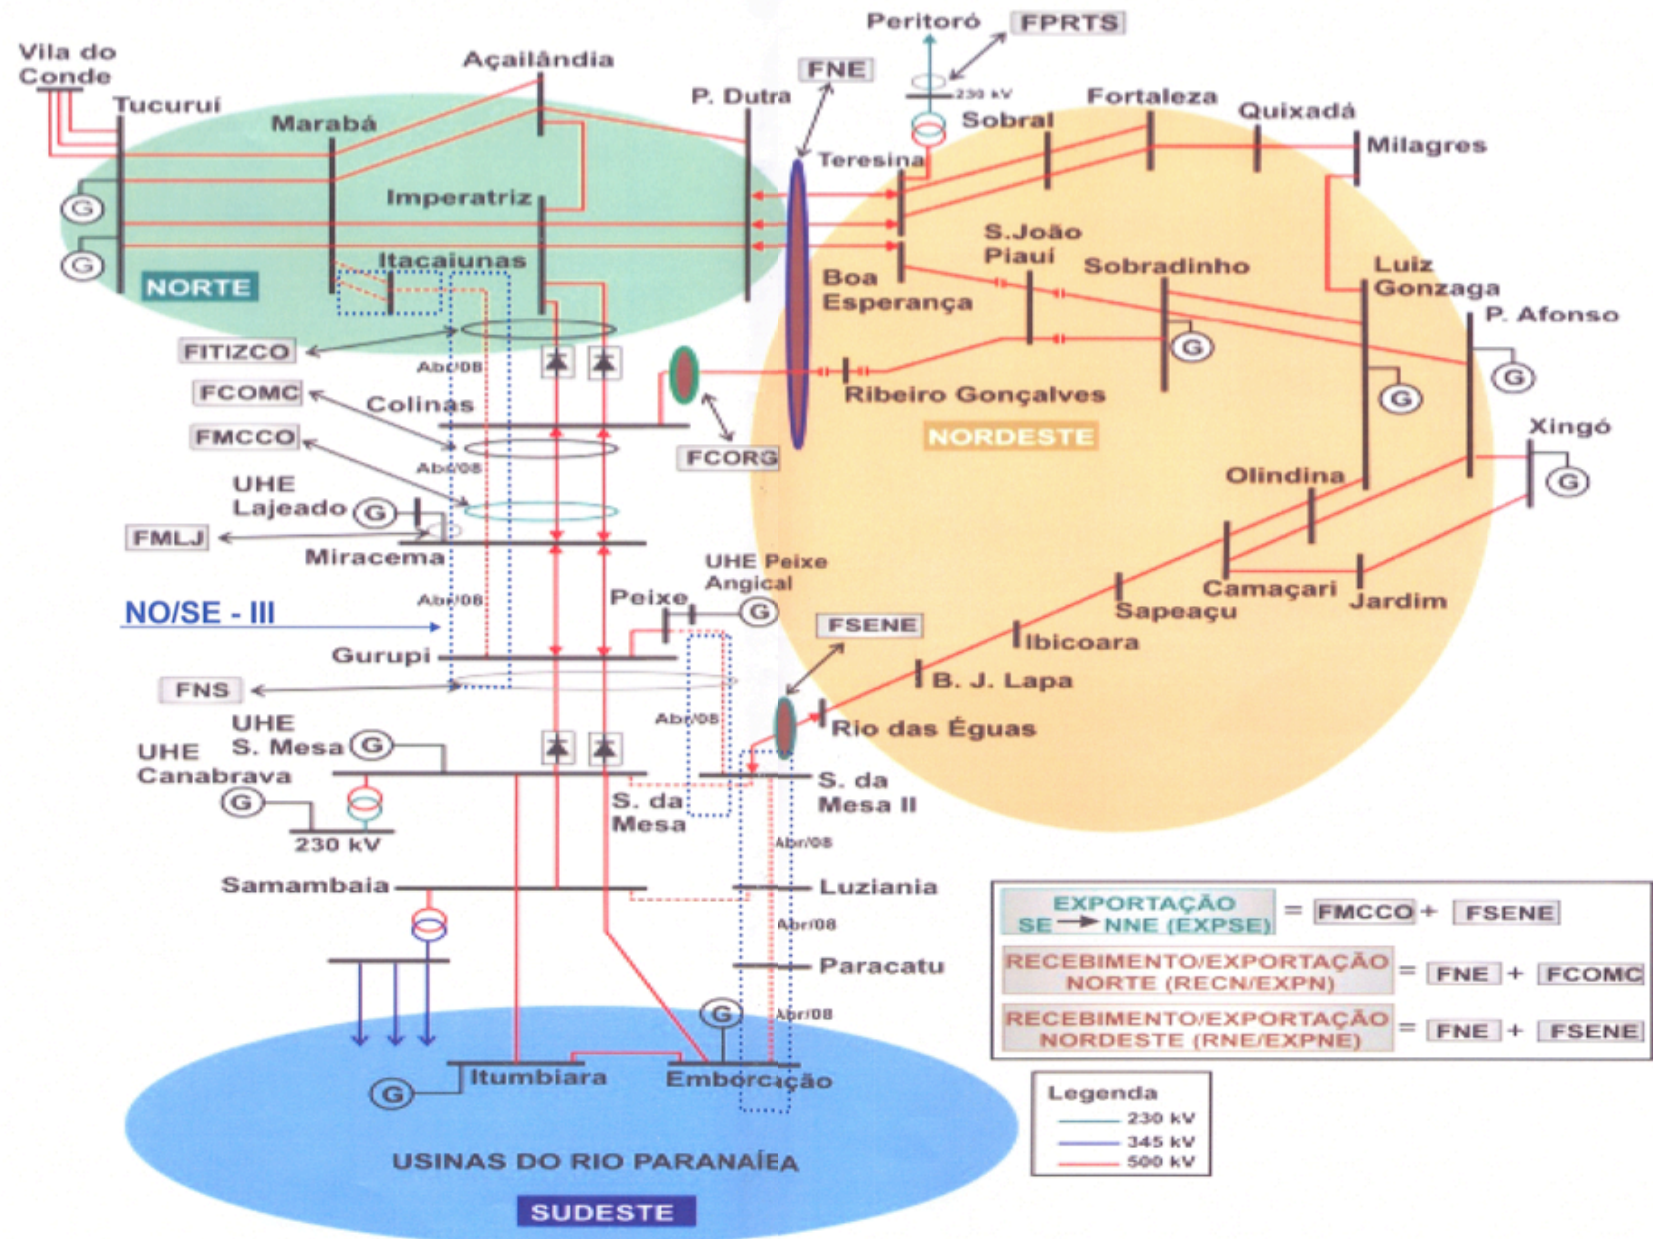 Peritoró
FPRTS
Vila do
Conde
Açailândia
FNE
P. Dutra
230 kV
Fortaleza
Quixadá
Tucuruí
Marabá
Sobral
Milagres
Teresina
Imperatriz
S.João
Piauí
Sobradinho
Luiz
Gonzaga
Itacaiunas
Boa
Esperança
G
G
NORTE
P. Afonso
FITIZCO
Abr/08
G
G
G
FCOMC
Colinas
Ribeiro Gonçalves
FMCCO
NORDESTE
Xingó
FCORG
Abr/08
Olindina
G
UHE
Lajeado
G
FMLJ
Miracema
UHE Peixe
Angical
Camaçari
Jardim
Sapeaçu
NO/SE - III
Abr/08
Peixe
G
FSENE
Ibicoara
Gurupi
B. J. Lapa
FNS
Abr/08
Rio das Éguas
UHE
S. Mesa
G
UHE
Canabrava
G
S. da
Mesa
S. da
Mesa II
230 kV
Abr/08
Samambaia
Luziania
EXPORTAÇÃO
SE → NNE (EXPSE)
=
FMCCO
+
FSENE
Abr/08
Paracatu
RECEBIMENTO/EXPORTAÇÃO
NORTE (RECN/EXPN)
=
FNE
+
FCOMC
G
Abr/08
RECEBIMENTO/EXPORTAÇÃO
NORDESTE (RNE/EXPNE)
=
FNE
+
FSENE
G
Itumbiara
Emborcação
Legenda
230 kV
345 kV
500 kV
USINAS DO RIO PARANAÍEA
SUDESTE